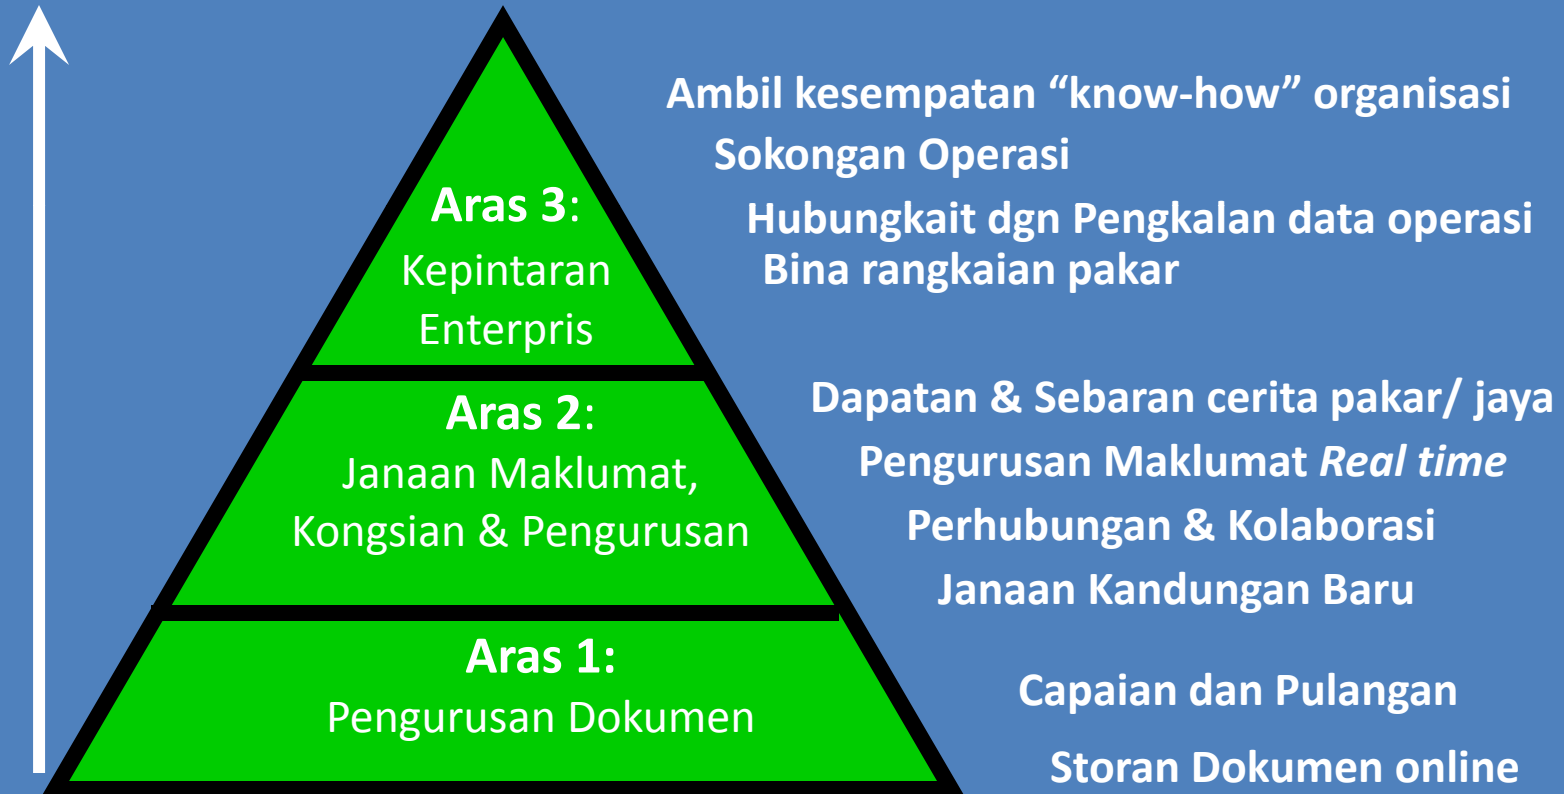 Ambil kesempatan “know-how” organisasi
Sokongan Operasi
Aras 3:
Hubungkait dgn Pengkalan data operasi
Kepintaran
Bina rangkaian pakar
Enterpris
Aras 2:
Dapatan & Sebaran cerita pakar/ jaya
Janaan Maklumat,
Pengurusan Maklumat Real time
Kongsian & Pengurusan
Perhubungan & Kolaborasi
Janaan Kandungan Baru
Aras 1:
Capaian dan Pulangan
Pengurusan Dokumen
Storan Dokumen online